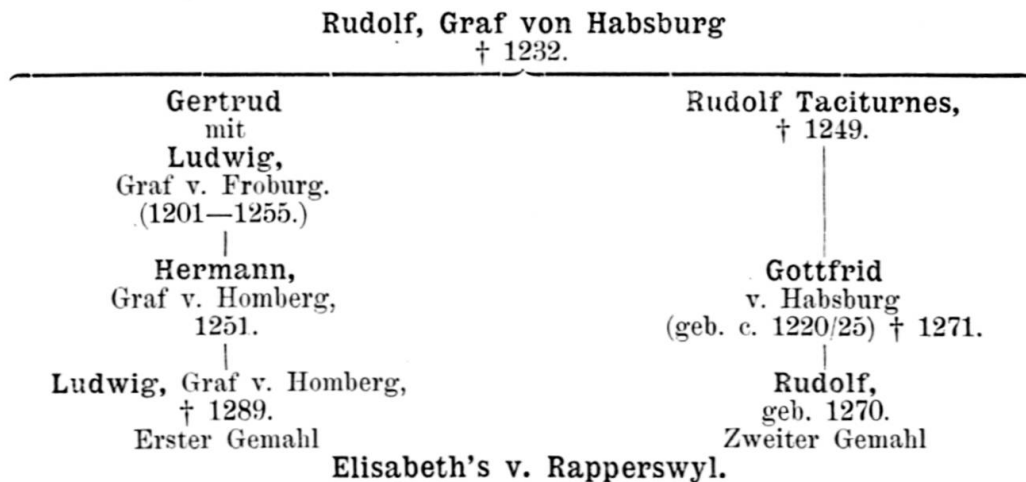 Rudolf, Graf von Habsburg
† 1232.
Gertrud
mit
Ludwig,
Graf v. Froburg.
(1201—1255.)
Hermann,
Graf v. Homberg,
1251.
Ludwig, Graf v. Homberg,
† 1289.
Erster Gemahl
Rudolf Taciturnes,
† 1249.
Gottfrid
v. Habsburg
(geb. c. 1220/25) † 1271.
Rudolf,
geb. 1270.
Zweiter Gemahl
Elisabeth's v. Rapperswyl.